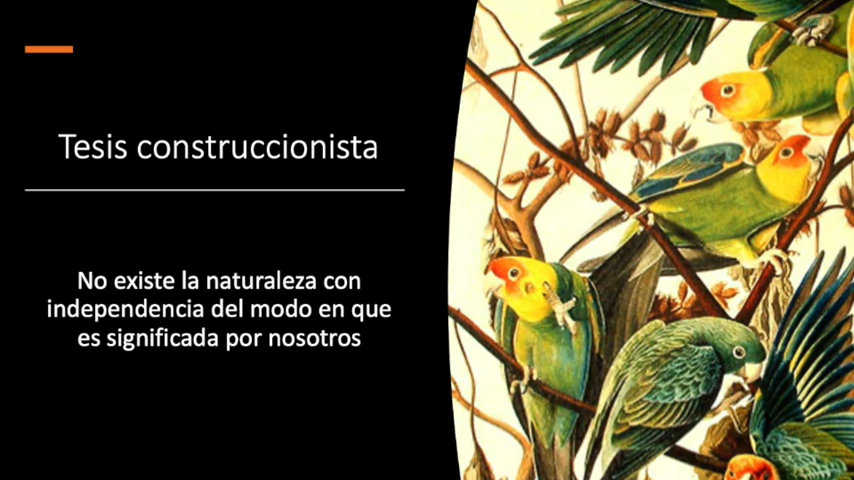 Tesis construccionista
No existe la naturaleza con
independencia del modo en que
es significada por nosotros